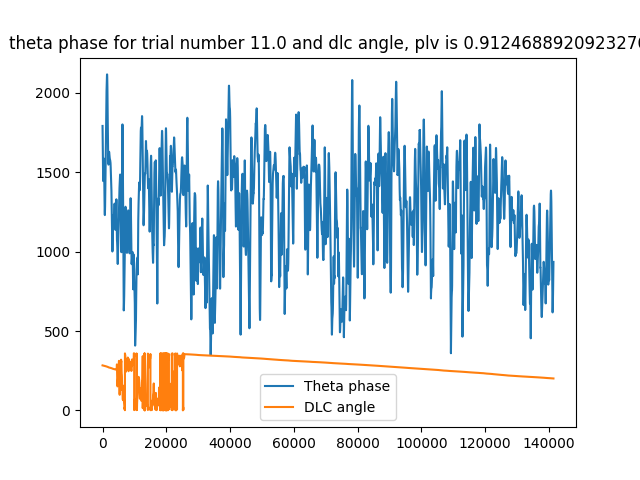 theta phase for trial number 11.0 and dlc angle, plv is 0.9124688920923276
2000
1500
1000
500
0
Theta phase
DLC angle
0 20000 40000 60000 80000 100000 120000 140000